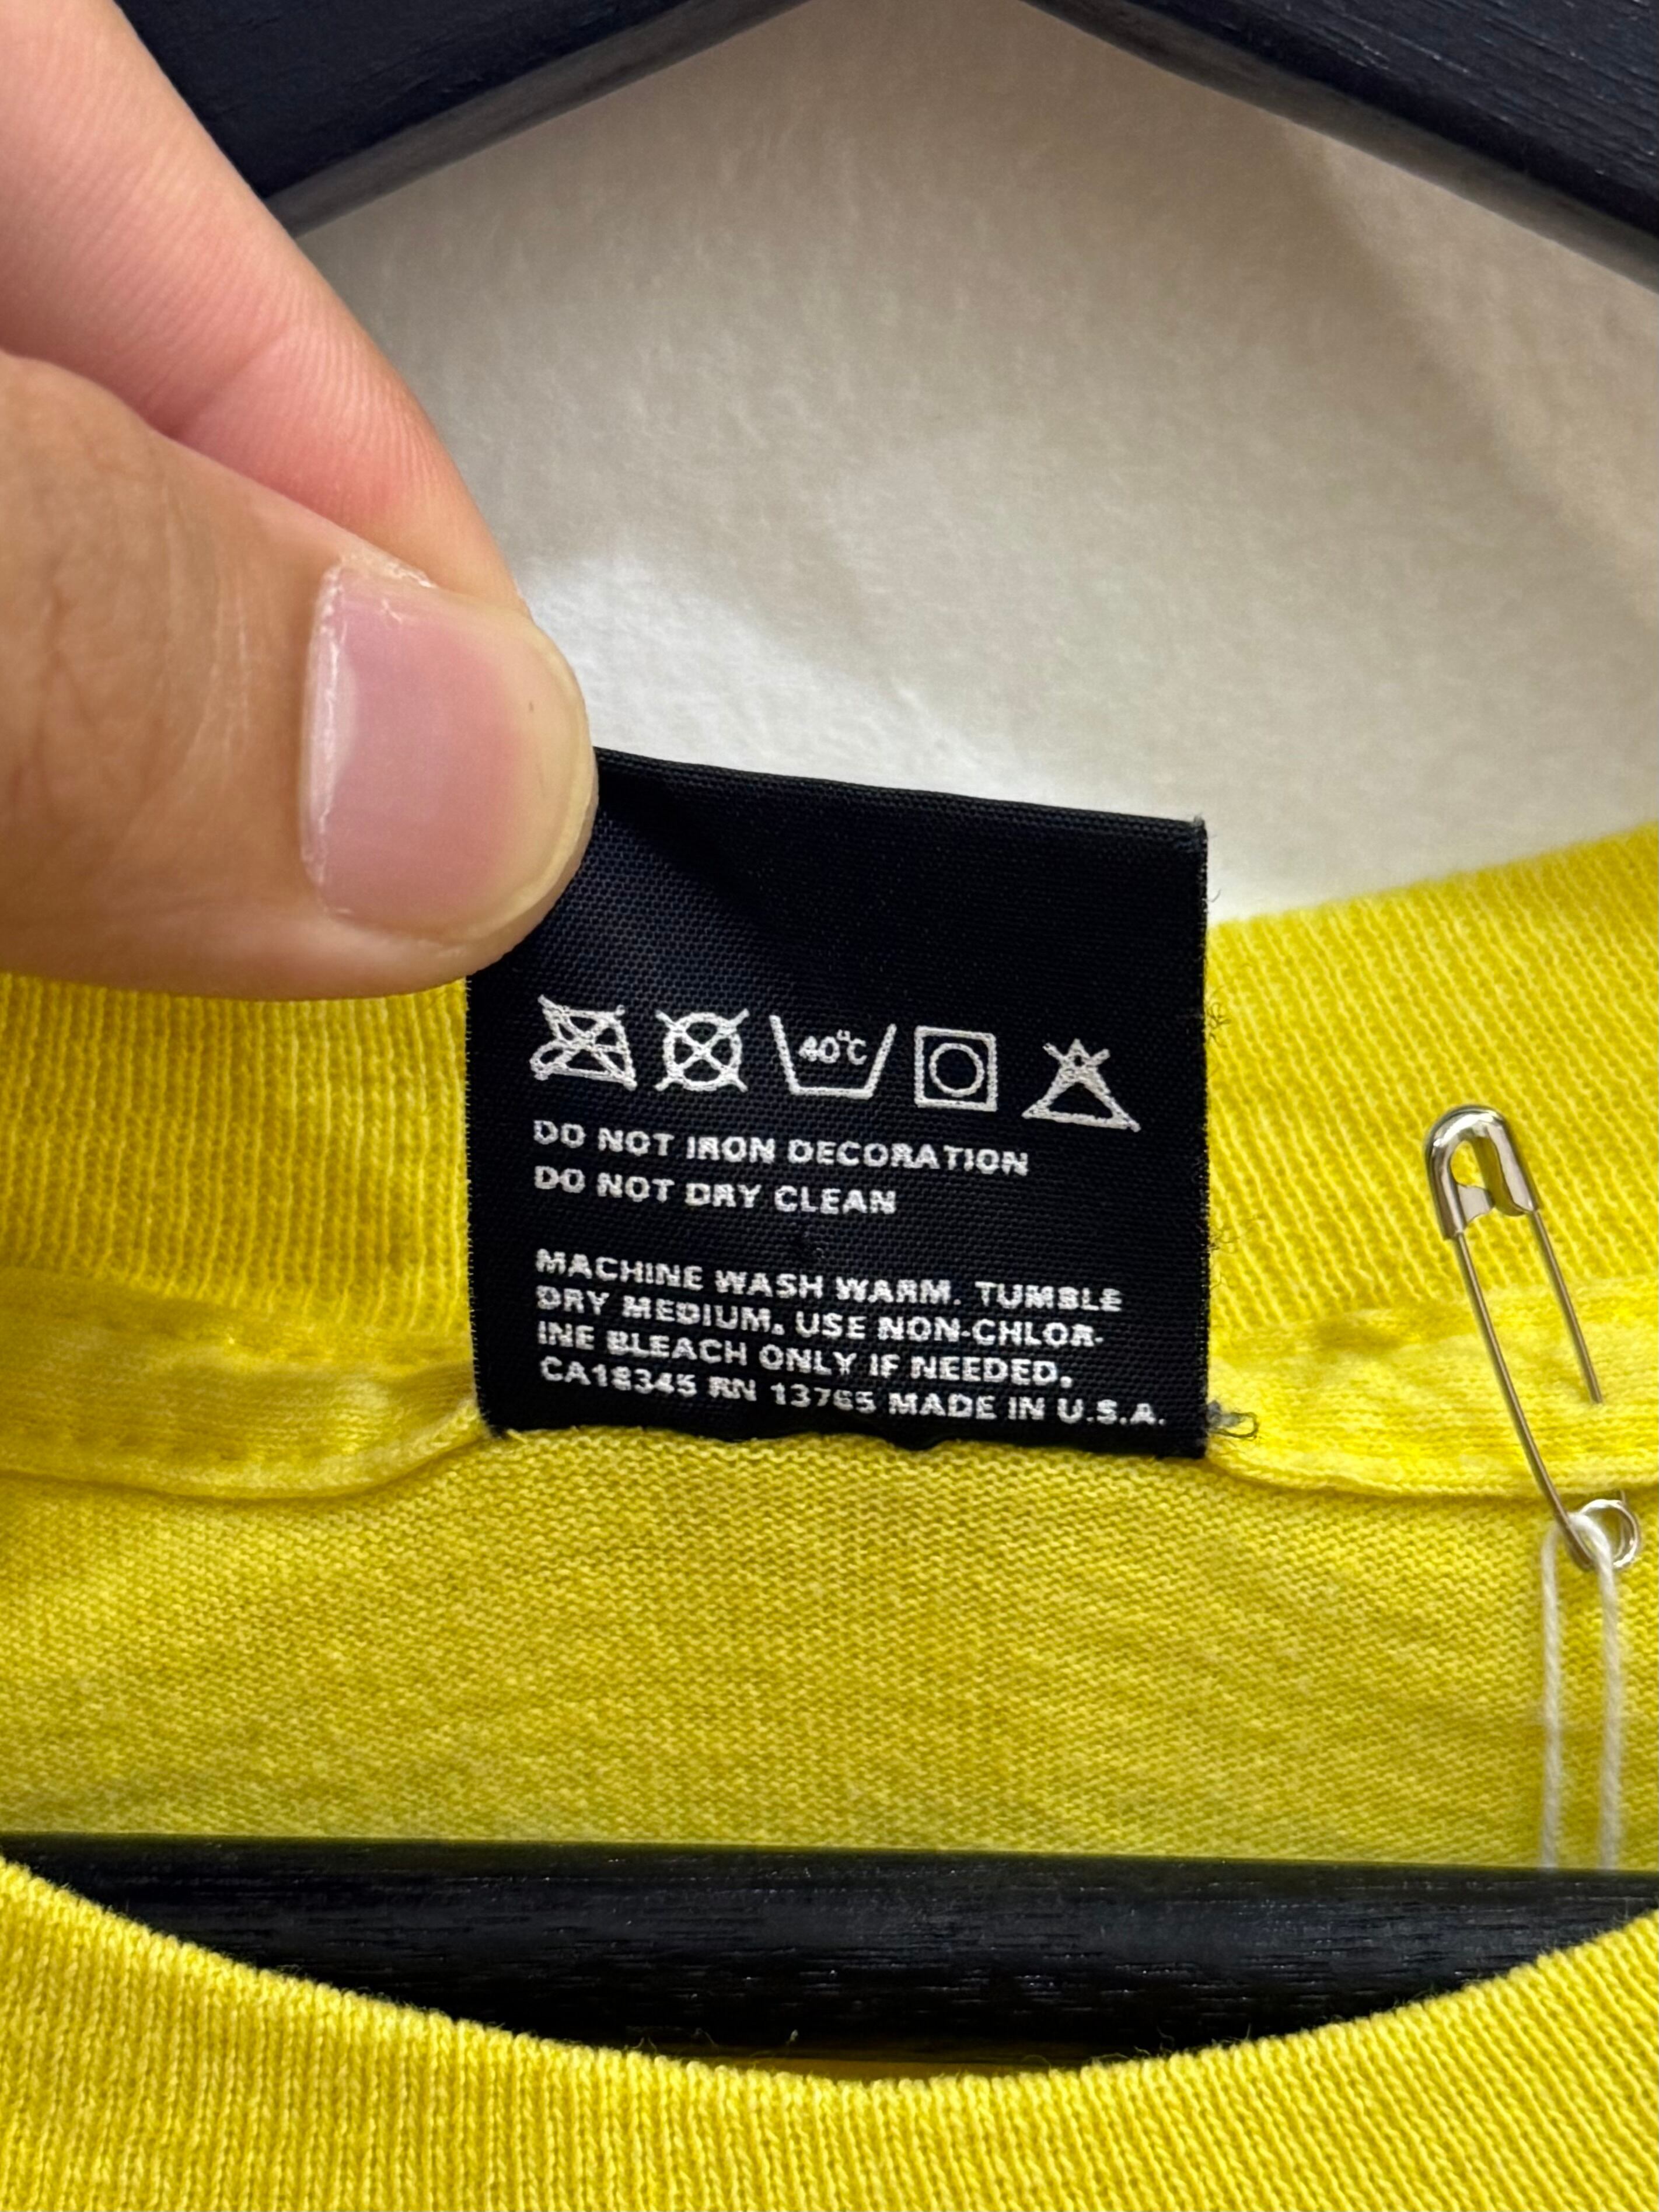 40°C
DO NOT IRON DECORATION
DO NOT DRY CLEAN
MACHINE WASH WARM. TUMBLE
DRY MEDIUM. USE NON-CHLOR-
INE BLEACH ONLY IF NEEDED.
CA18345 RN 13765 MADE IN U.S.A.